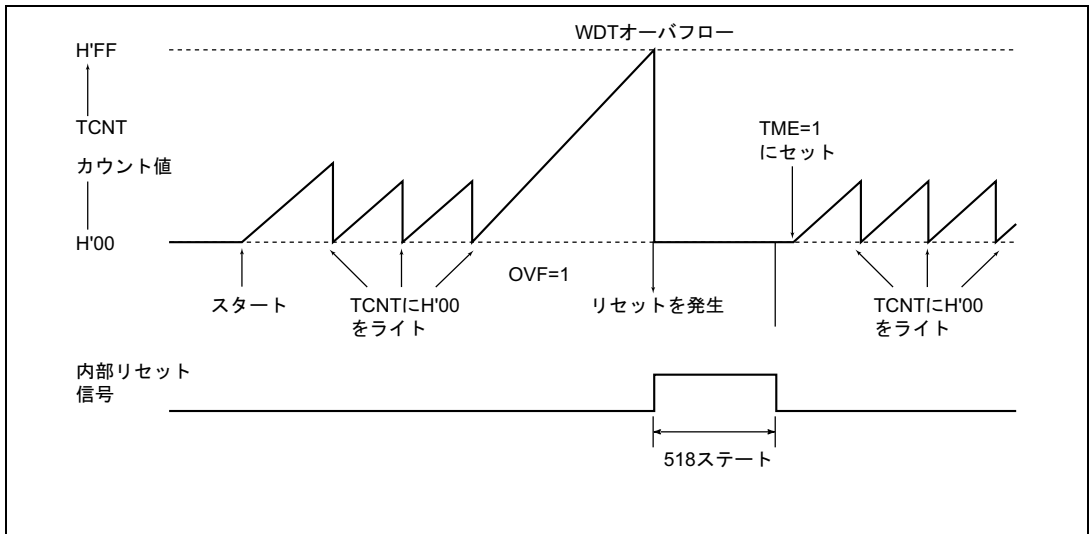 WDTオーバフロー
H'FF
TCNT
カウント値
H'00
TME=1
にセット
OVF=1
スタート
TCNTにH'00
をライト
リセットを発生
TCNTにH'00
をライト
内部リセット
信号
518ステート